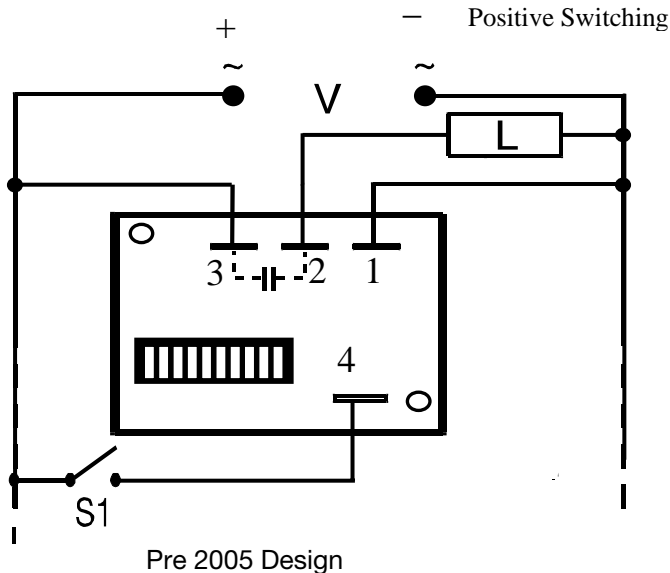 + − Positive Switching
~ V ~
L
3 2 1
4
S1
Pre 2005 Design